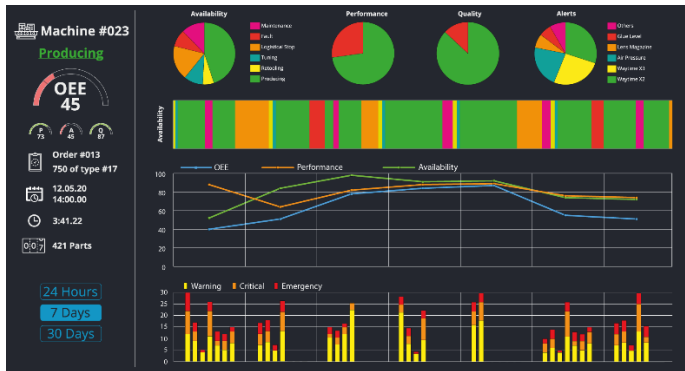 Machine #023
Producing
OEE
45
P
73
A
45
Q
87
Order #013
750 of type #17
12.05.20
14:00.00
3:41.22
007
421 Parts
24 Hours
7 Days
30 Days
Availability
Maintenance
Fault
Logistical Stop
Tuning
Retooling
Producing
Performance
Quality
Alerts
Others
Glue Level
Lens Magazine
Air Pressure
Waytime X3
Waytime X2
Availability
OEE
Performance
Availability
100
80
60
40
20
0
Warning
Critical
Emergency
30
25
20
15
10
5
0